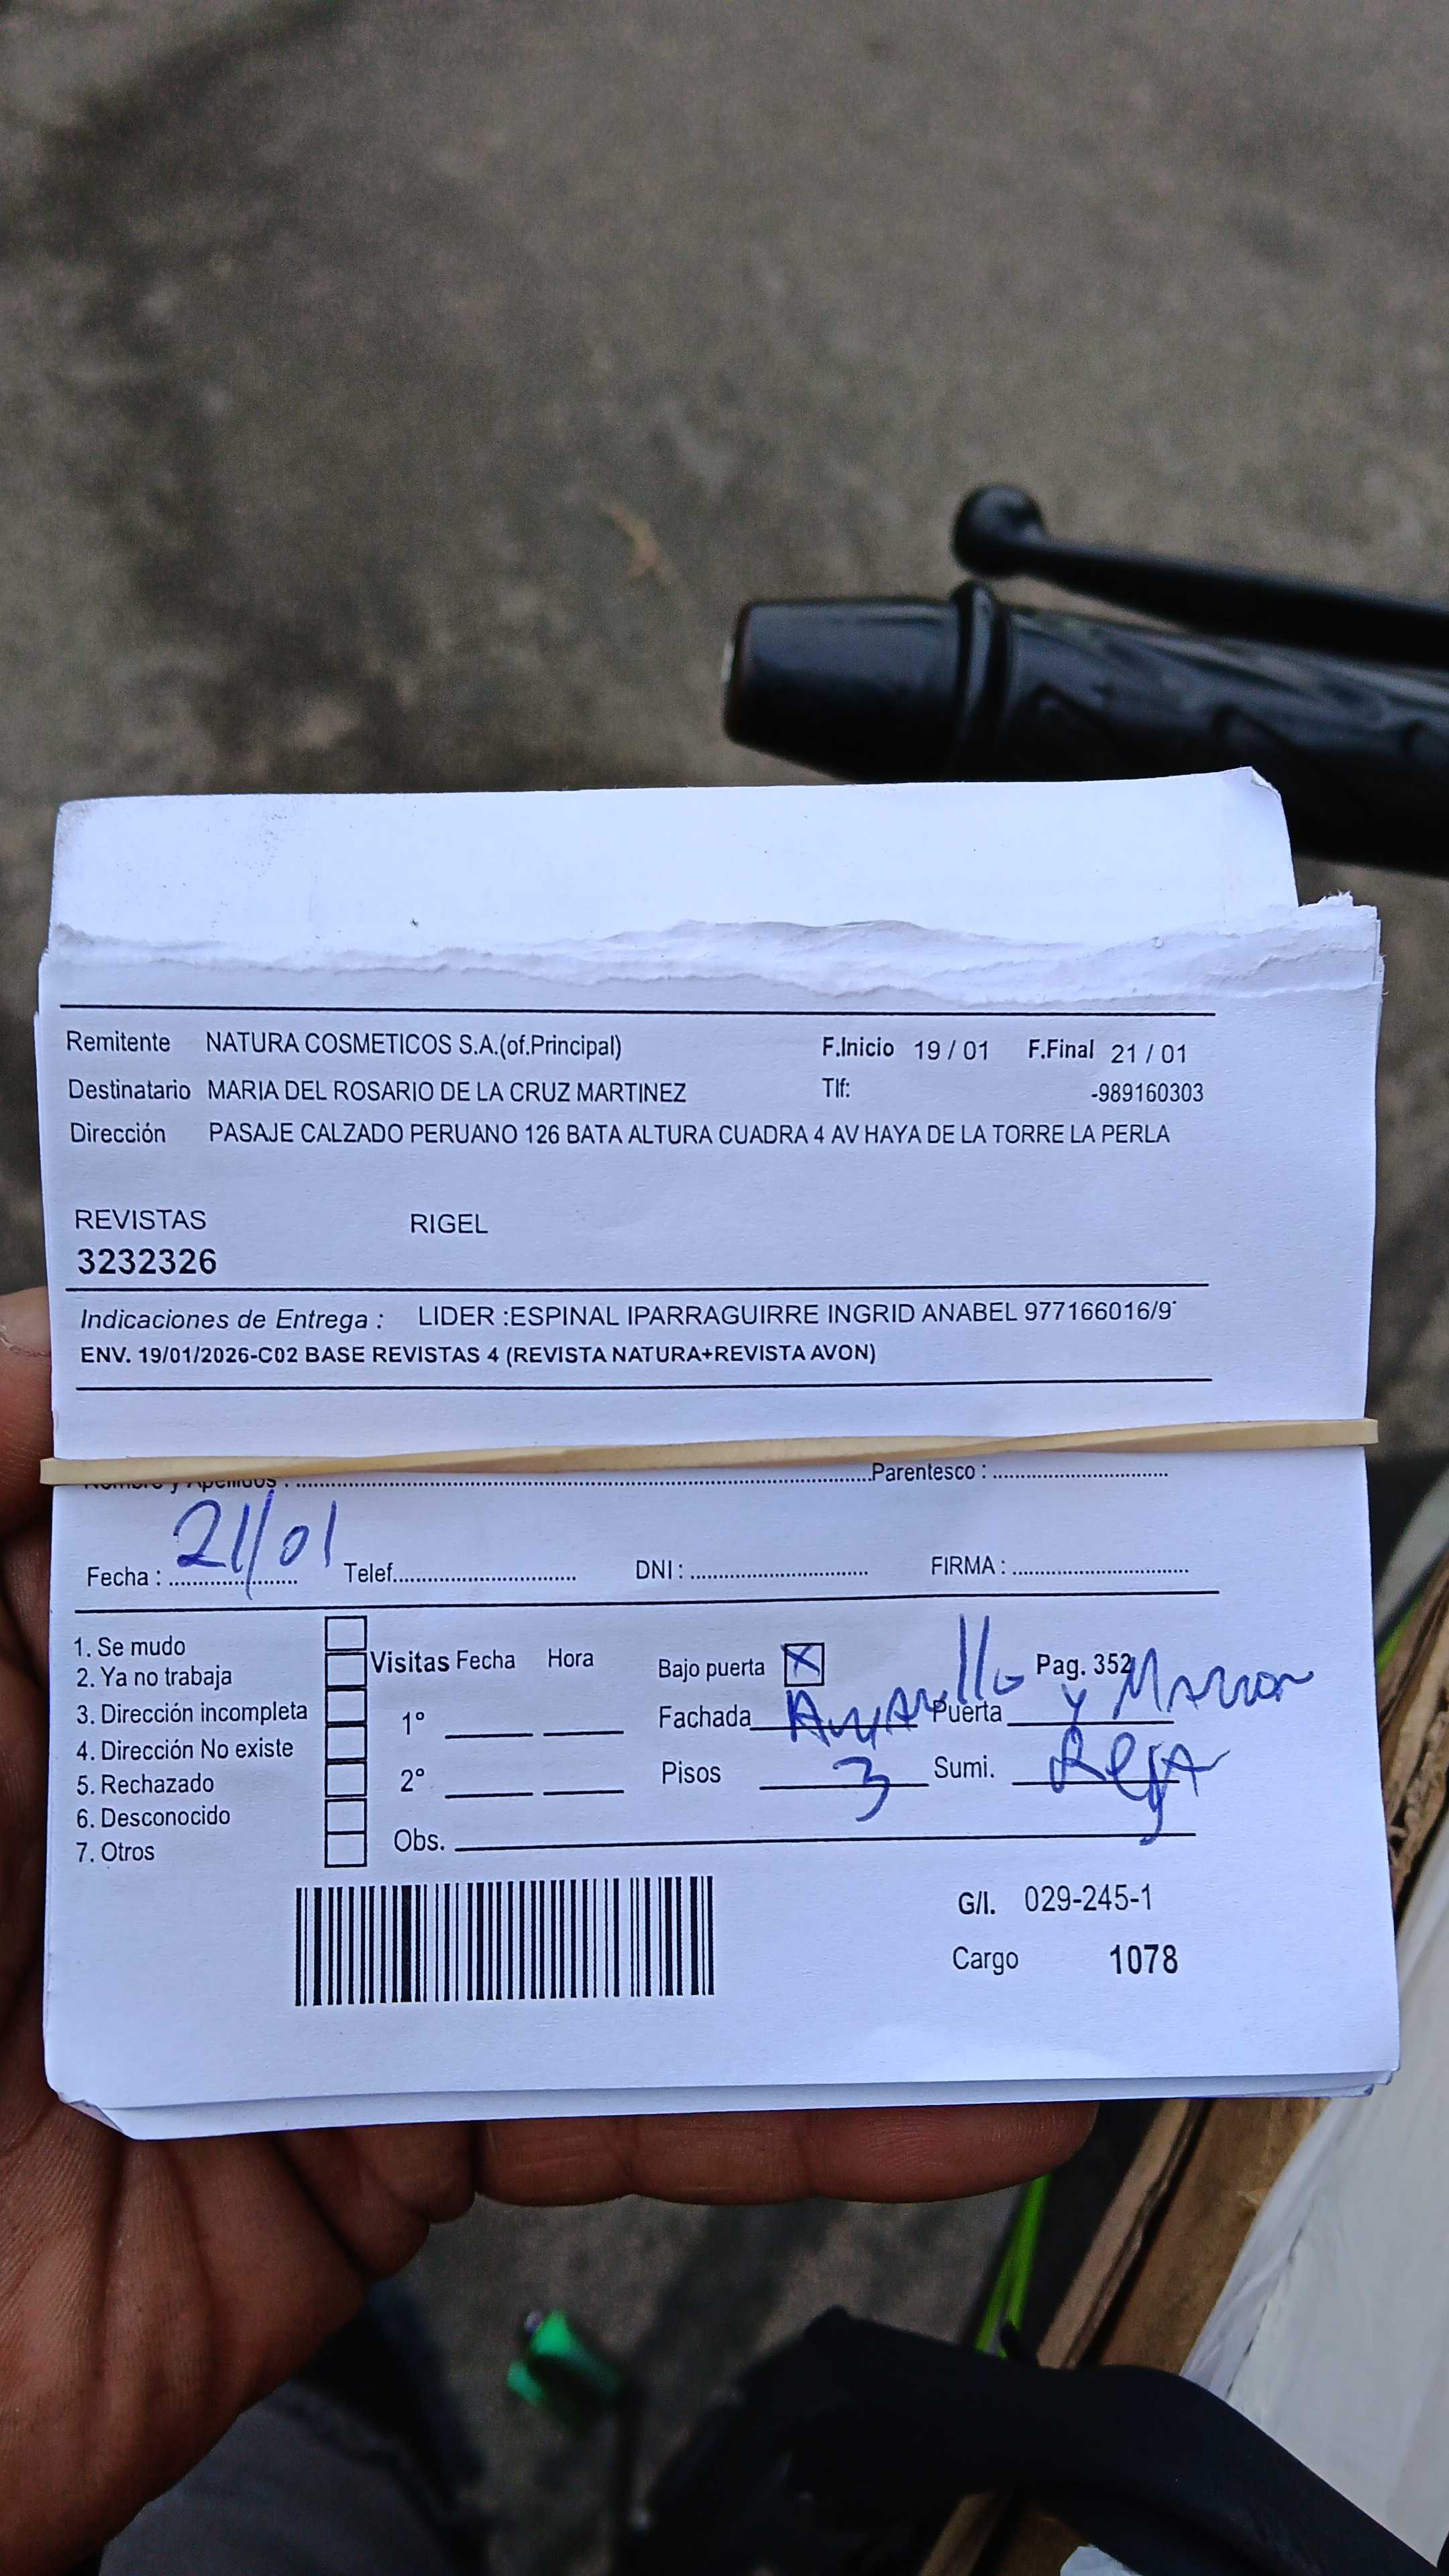 Remitente NATURA COSMETICOS S.A.(of.Principal) F.Inicio 19 / 01 F.Final 21 / 01
Destinatario MARIA DEL ROSARIO DE LA CRUZ MARTINEZ Tlf: -989160303
Dirección PASAJE CALZADO PERUANO 126 BATA ALTURA CUADRA 4 AV HAYA DE LA TORRE LA PERLA
REVISTAS RIGEL
3232326
Indicaciones de Entrega : LIDER :ESPINAL IPARRAGUIRRE INGRID ANABEL 977166016/9
ENV. 19/01/2026-C02 BASE REVISTAS 4 (REVISTA NATURA+REVISTA AVON)
Nombre y Apellidos : Parentesco :
Fecha : 21/01 Telef. DNI : FIRMA :
1. Se mudo
2. Ya no trabaja
3. Dirección incompleta
4. Dirección No existe
5. Rechazado
6. Desconocido
7. Otros
Visitas Fecha Hora
1°
2°
Obs.
Bajo puerta X Pag. 352
Fachada Amarillo Puerta y Marron
Pisos 3 Sumi. Reja
G/I. 029-245-1
Cargo 1078